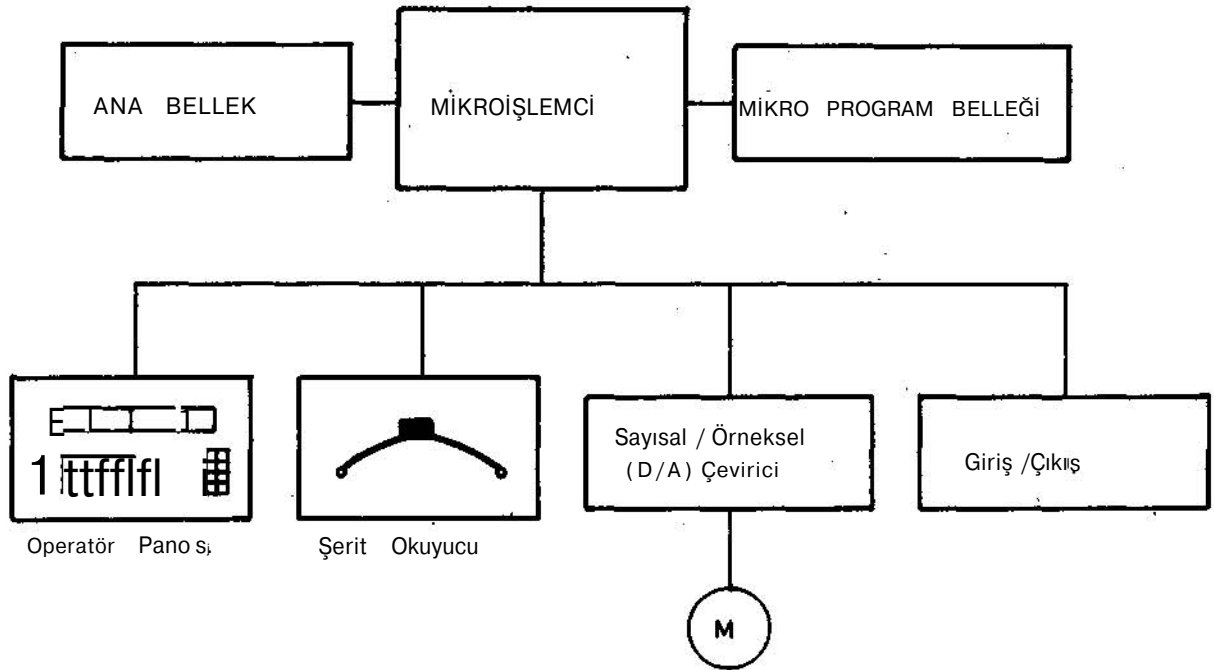 ANA BELLEK
MİKROİŞLEMCİ
MİKRO PROGRAM BELLEĞİ
Sayısal / Örneksel
(D/A) Çevirici
Giriş /Çıkış
Operatör
Şerit Okuyucu
M